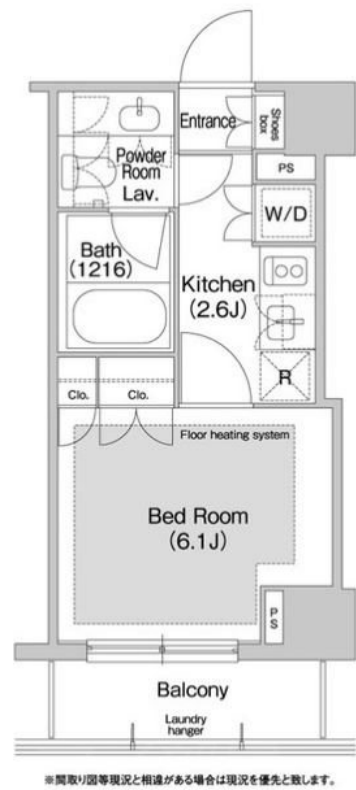 Entrance
Shoes
box
Powder
Room
Lav.
PS
W/D
Bath
(1216)
Kitchen
(2.6J)
R
Clo.
Clo.
Floor heating system
Bed Room
(6.1J)
PS
Balcony
Laundry
hanger
※間取り図等現況と相違がある場合は現況を優先と致します。